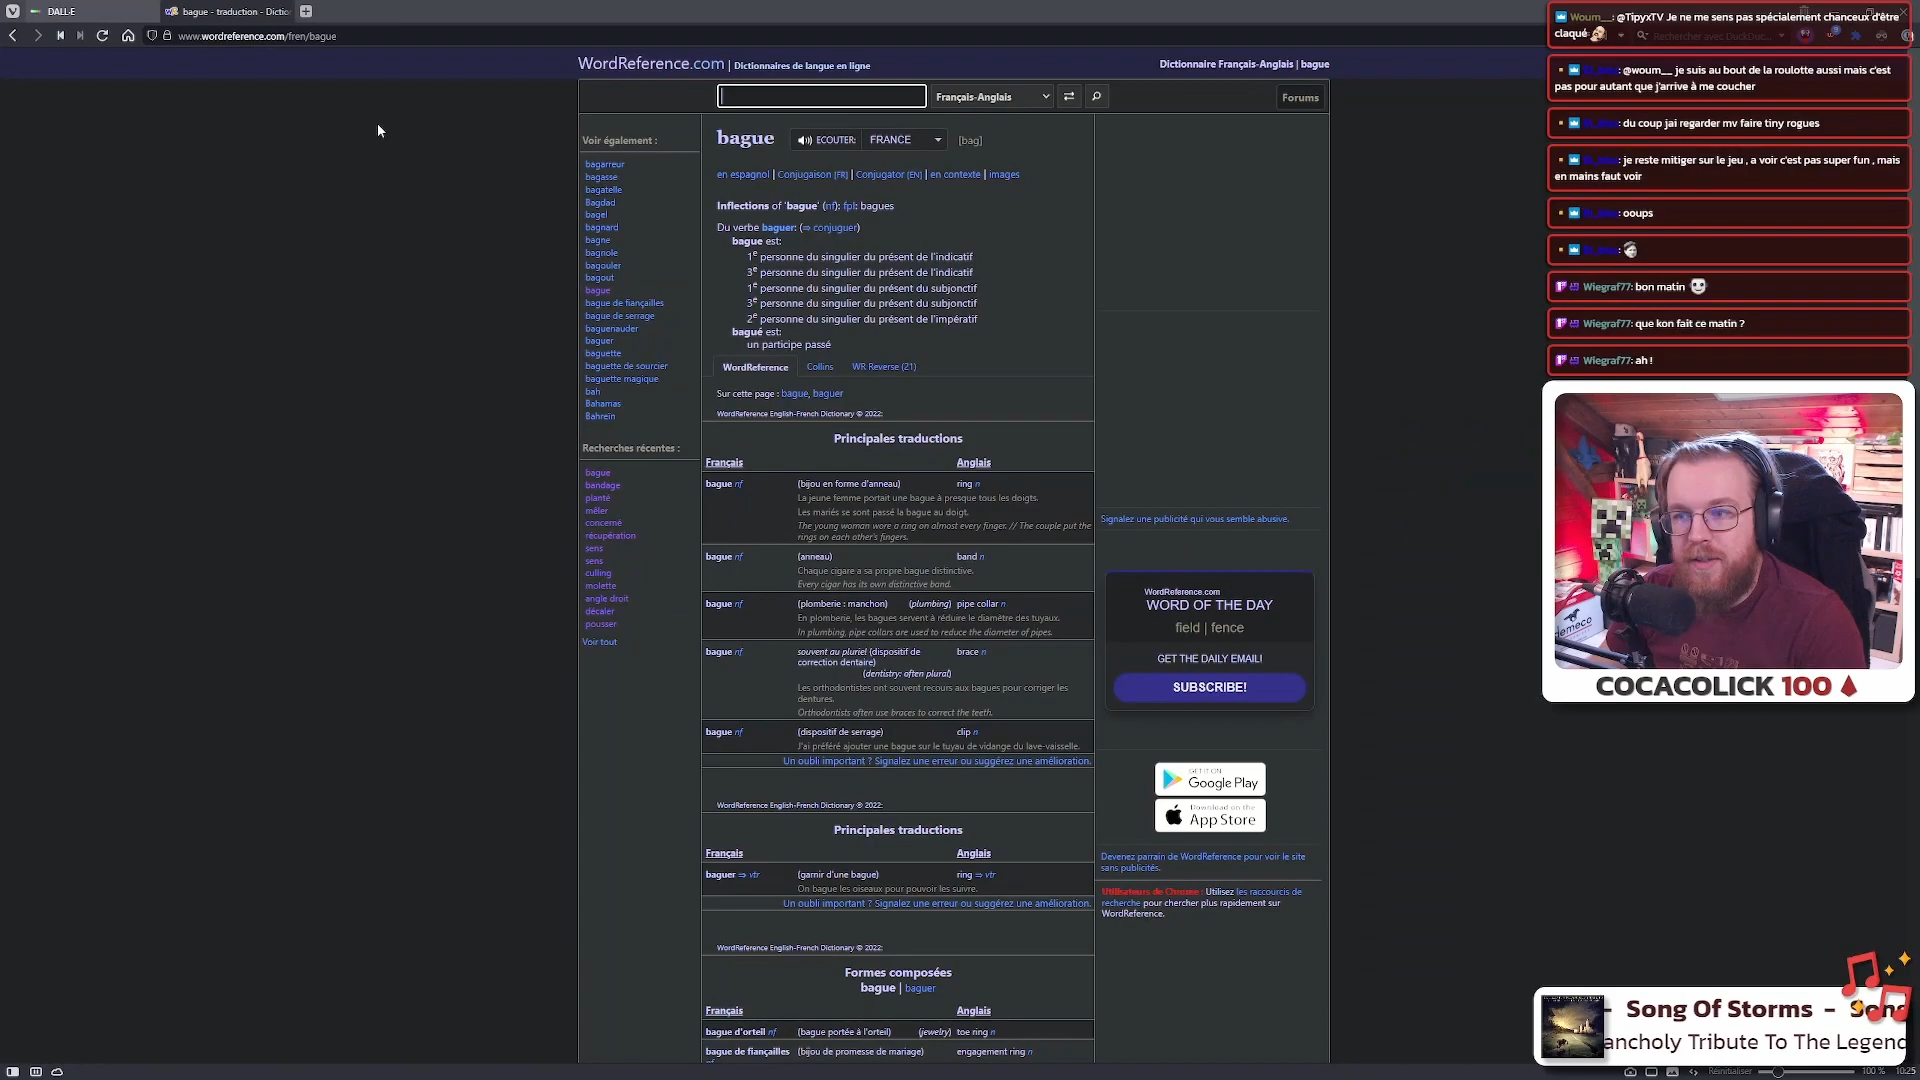 DALL·E
bague - traduction - Dictio
www.wordreference.com/fren/bague
WordReference.com | Dictionnaires de langue en ligne
Dictionnaire Français-Anglais | bague
Français-Anglais
Forums
Voir également :
bagarreur
bagasse
bagatelle
Bagdad
bagel
bagnard
bagne
bagnole
bagouler
bagout
bague
bague de fiançailles
bague de serrage
baguenauder
baguer
baguette
baguette de sourcier
baguette magique
bah
Bahamas
Bahreïn
Recherches récentes :
bague
bandage
planté
mêler
concerné
récupération
sens
sens
culling
molette
angle droit
décaler
pousser
Voir tout
bague ECOUTER: FRANCE [bag]
en espagnol | Conjugaison [FR] | Conjugator [EN] | en contexte | images
Inflections of 'bague' (nf): fpl: bagues
Du verbe baguer: (⇒ conjuguer)
bague est:
1e personne du singulier du présent de l'indicatif
3e personne du singulier du présent de l'indicatif
1e personne du singulier du présent du subjonctif
3e personne du singulier du présent du subjonctif
2e personne du singulier du présent de l'impératif
bagué est:
un participe passé
WordReference Collins WR Reverse (21)
Sur cette page : bague, baguer
WordReference English-French Dictionary © 2022:
Principales traductions
Français Anglais
bague nf (bijou en forme d'anneau) ring n
La jeune femme portait une bague à presque tous les doigts.
Les mariés se sont passé la bague au doigt.
The young woman wore a ring on almost every finger. // The couple put the
rings on each other's fingers.
bague nf (anneau) band n
Chaque cigare a sa propre bague distinctive.
Every cigar has its own distinctive band.
bague nf (plomberie : manchon) (plumbing) pipe collar n
En plomberie, les bagues servent à réduire le diamètre des tuyaux.
In plumbing, pipe collars are used to reduce the diameter of pipes.
bague nf souvent au pluriel (dispositif de brace n
correction dentaire)
(dentistry: often plural)
Les orthodontistes ont souvent recours aux bagues pour corriger les
dentures.
Orthodontists often use braces to correct the teeth.
bague nf (dispositif de serrage) clip n
J'ai préféré ajouter une bague sur le tuyau de vidange du lave-vaisselle.
Un oubli important ? Signalez une erreur ou suggérez une amélioration.
WordReference English-French Dictionary © 2022:
Principales traductions
Français Anglais
baguer ⇒ vtr (garnir d'une bague) ring ⇒ vtr
On bague les oiseaux pour pouvoir les suivre.
Un oubli important ? Signalez une erreur ou suggérez une amélioration.
WordReference English-French Dictionary © 2022:
Formes composées
bague | baguer
Français Anglais
bague d'orteil nf (bague portée à l'orteil) (jewelry) toe ring n
bague de fiançailles (bijou de promesse de mariage) engagement ring n
Signalez une publicité qui vous semble abusive.
WordReference.com
WORD OF THE DAY
field | fence
GET THE DAILY EMAIL!
SUBSCRIBE!
GET IT ON
Google Play
Download on the
App Store
Devenez parrain de WordReference pour voir le site
sans publicités.
Utilisateurs de Chrome : Utilisez les raccourcis de
recherche pour chercher plus rapidement sur
WordReference.
Woum__: @TipyxTV Je ne me sens pas spécialement chanceux d'être
claqué
Rechercher avec DuckDuc...
: @woum__ je suis au bout de la roulotte aussi mais c'est
pas pour autant que j'arrive à me coucher
: du coup jai regarder mv faire tiny rogues
: je reste mitiger sur le jeu , a voir c'est pas super fun , mais
en mains faut voir
: ooups
Wiegraf77: bon matin
Wiegraf77: que kon fait ce matin ?
Wiegraf77: ah !
demeco
COCACOLICK 100
Song Of Storms - Song
ancholy Tribute To The Legend
Réinitialiser 100 % 10:25